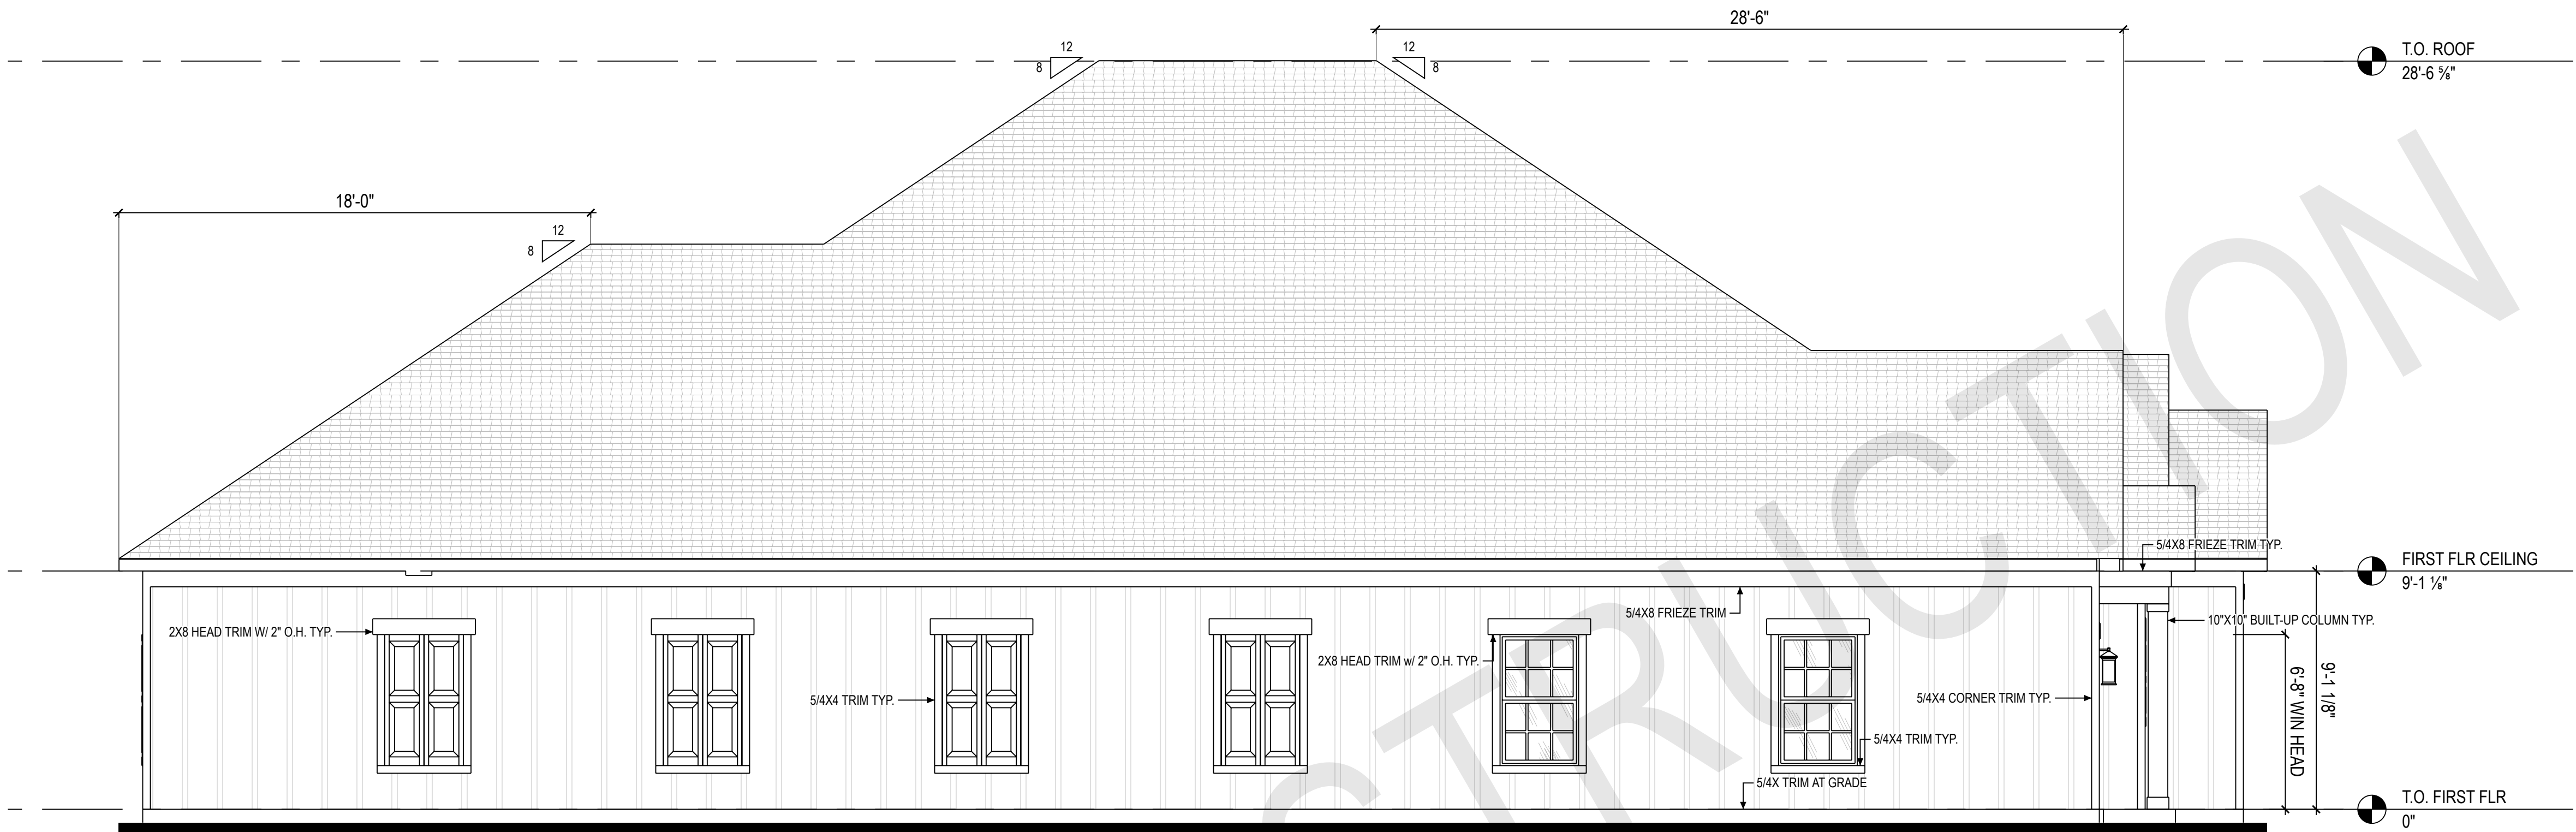 28'-6"
12
8
12
8
T.O. ROOF
28'-6 ⅝"
18'-0"
12
8
5/4X8 FRIEZE TRIM TYP.
FIRST FLR CEILING
9'-1 ⅛"
5/4X8 FRIEZE TRIM
2X8 HEAD TRIM W/ 2" O.H. TYP.
10"X10" BUILT-UP COLUMN TYP.
2X8 HEAD TRIM w/ 2" O.H. TYP.
5/4X4 TRIM TYP.
5/4X4 CORNER TRIM TYP.
9'-1 1/8"
6'-8" WIN HEAD
5/4X4 TRIM TYP.
5/4X TRIM AT GRADE
T.O. FIRST FLR
0"
STRUCTION